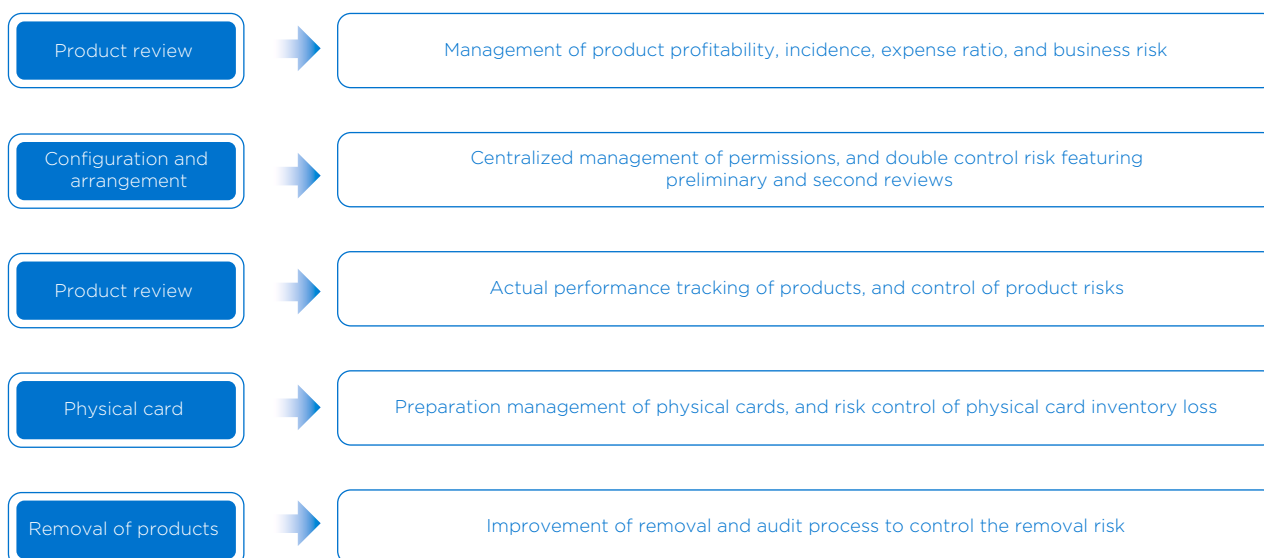 Product review
Management of product profitability, incidence, expense ratio, and business risk
Configuration and
arrangement
Centralized management of permissions, and double control risk featuring
preliminary and second reviews
Product review
Actual performance tracking of products, and control of product risks
Physical card
Preparation management of physical cards, and risk control of physical card inventory loss
Removal of products
Improvement of removal and audit process to control the removal risk